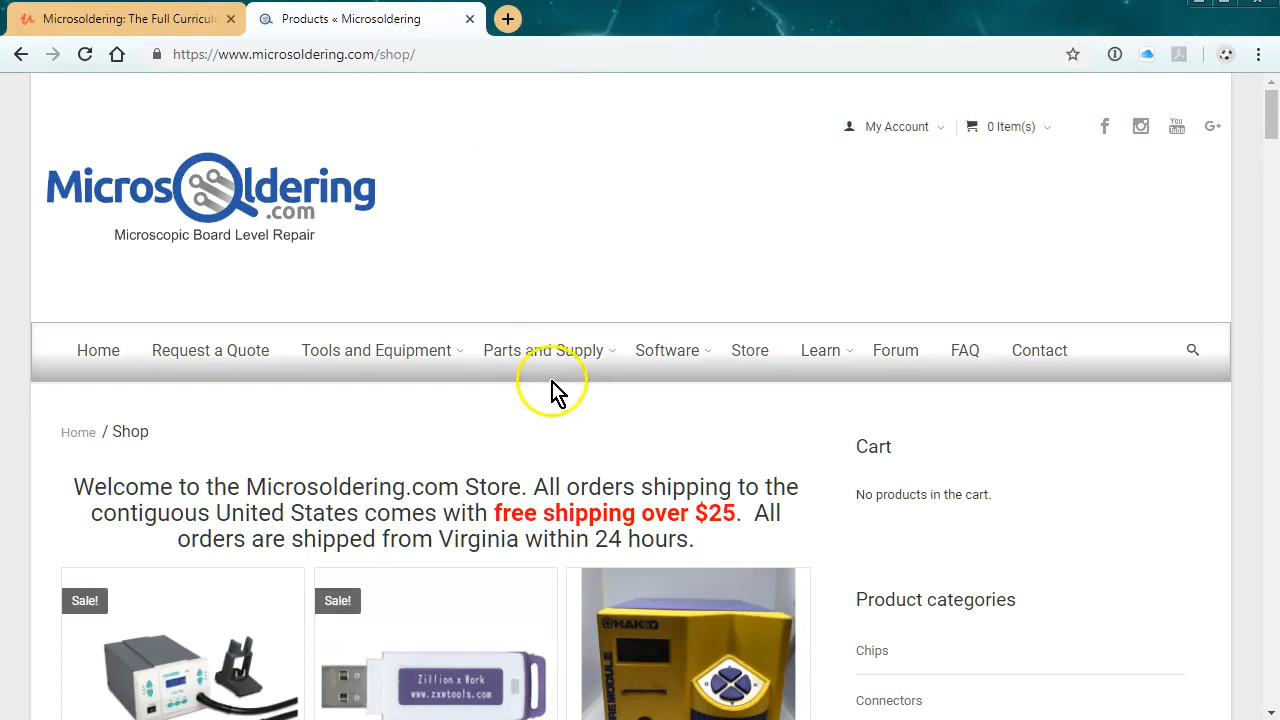 Microsoldering: The Full Curricul
Products « Microsoldering
https://www.microsoldering.com/shop/
My Account
0 Item(s)
You Tube
G+
Microsoldering
.com
Microscopic Board Level Repair
Home
Request a Quote
Tools and Equipment
Parts and Supply
Software
Store
Learn
Forum
FAQ
Contact
Home / Shop
Welcome to the Microsoldering.com Store. All orders shipping to the
contiguous United States comes with free shipping over $25. All
orders are shipped from Virginia within 24 hours.
Sale!
Sale!
Zillion x Work
www.zxwtools.com
HAKKO
Cart
No products in the cart.
Product categories
Chips
Connectors